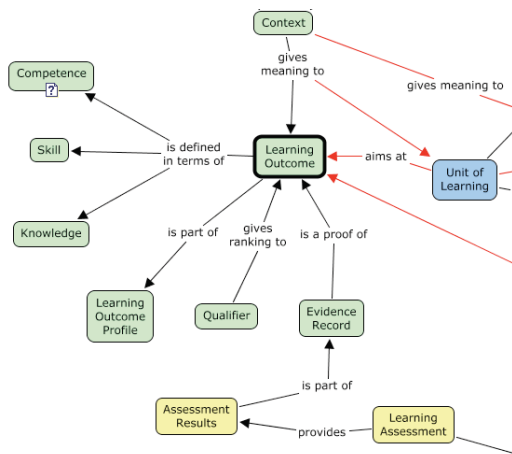 Context
gives
meaning to
Competence
?
gives meaning to
Skill
is defined
in terms of
Learning
Outcome
aims at
Unit of
Learning
Knowledge
is part of
gives
ranking to
is a proof of
Learning
Outcome
Profile
Qualifier
Evidence
Record
is part of
Assessment
Results
provides
Learning
Assessment